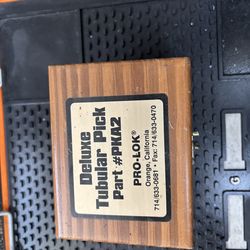 Deluxe
Tubular Pick
Part #PKA2
PRO-LOK®
Orange, California
714/633-0681 • Fax: 714/633-0470